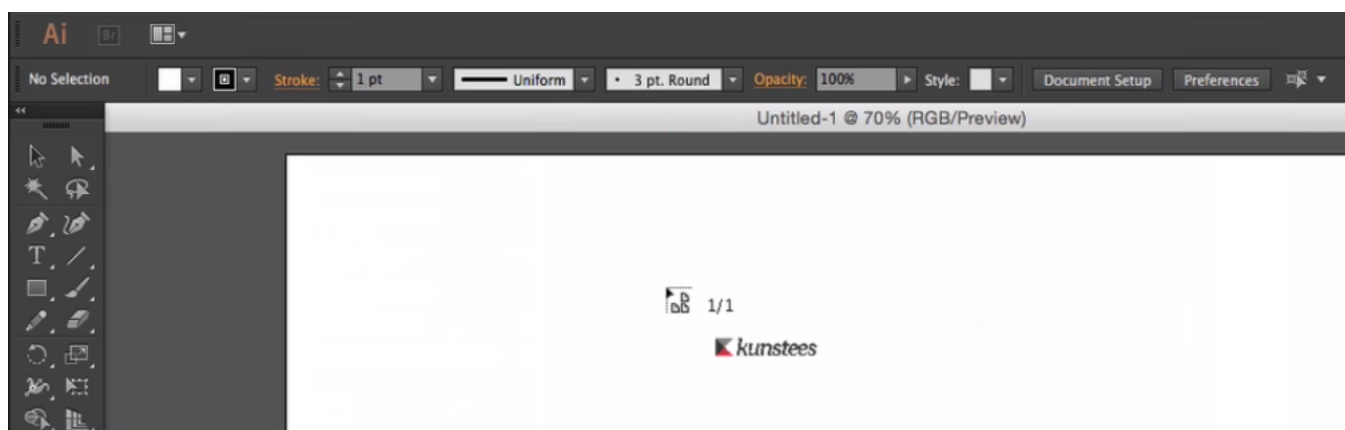 Ai Br
No Selection Stroke: 1 pt Uniform 3 pt. Round Opacity: 100% Style: Document Setup Preferences
Untitled-1 @ 70% (RGB/Preview)
T
1/1
kunstees